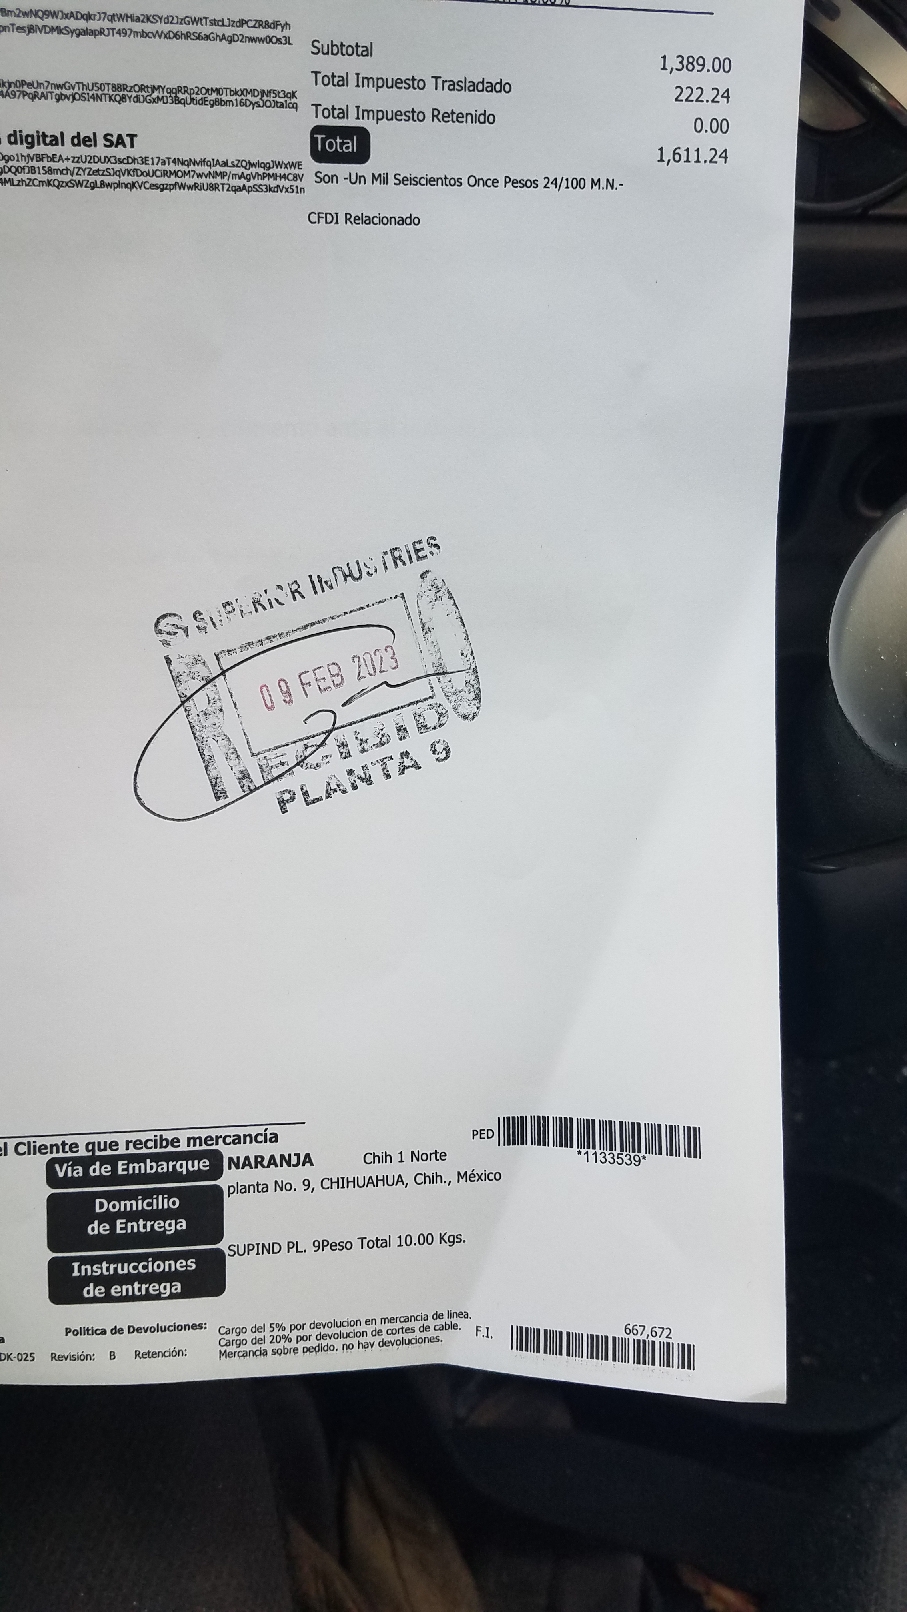 Subtotal 1,389.00
Total Impuesto Trasladado 222.24
Total Impuesto Retenido 0.00
digital del SAT
Total 1,611.24
Son -Un Mil Seiscientos Once Pesos 24/100 M.N.-
CFDI Relacionado
SUPERIOR INDUSTRIES
09 FEB 2023
RECIBIDO
PLANTA 9
el Cliente que recibe mercancía
PED
*1133539*
Vía de Embarque NARANJA Chih 1 Norte
Domicilio de Entrega planta No. 9, CHIHUAHUA, Chih., México
Instrucciones de entrega SUPIND PL. 9Peso Total 10.00 Kgs.
Politica de Devoluciones: Cargo del 5% por devolucion en mercancia de linea.
Cargo del 20% por devolucion de cortes de cable.
Mercancia sobre pedido, no hay devoluciones.
DK-025 Revisión: B Retención:
F.I. 667,672